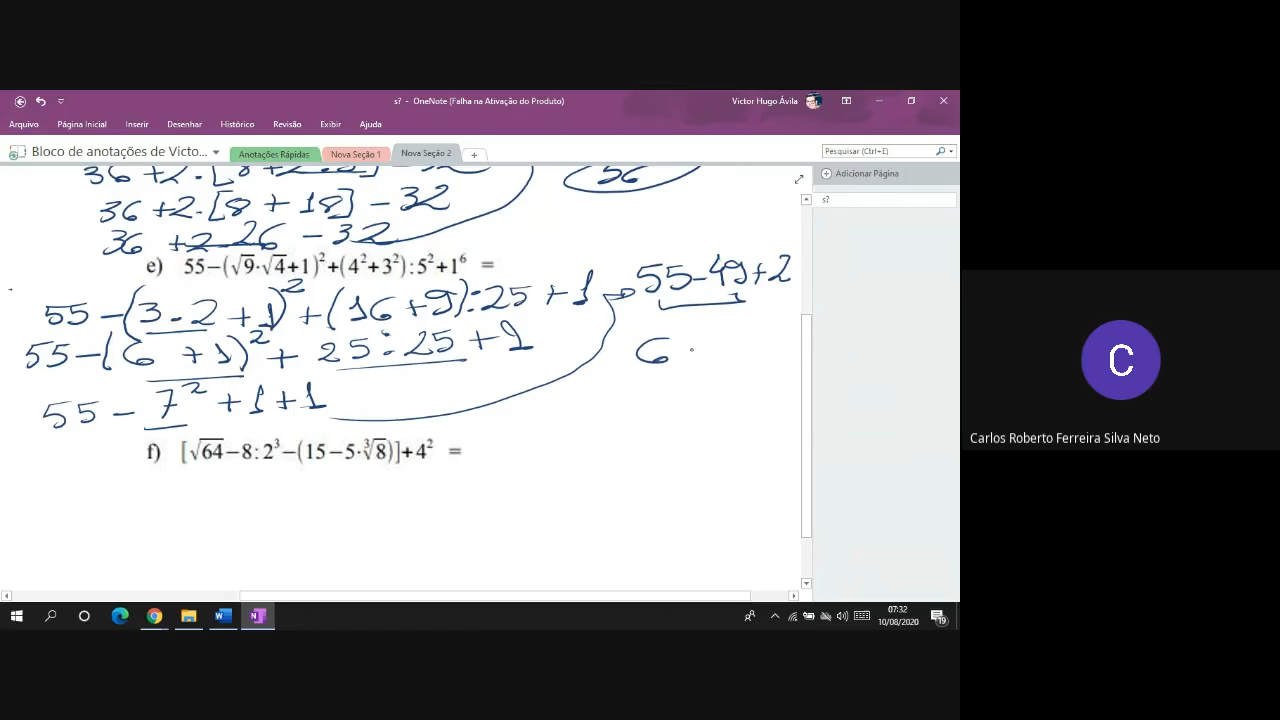 s? - OneNote (Falha na Ativação do Produto)
Victor Hugo Ávila
Arquivo Página Inicial Inserir Desenhar Histórico Revisão Exibir Ajuda
Bloco de anotações de Victo...
Anotações Rápidas
Nova Seção 1
Nova Seção 2
+
Pesquisar (Ctrl+E)
Adicionar Página
s?
56
36 +2.[8 + 18] - 32
36 +2 26 - 32
e) 55-(√9·√4+1)²+(4²+3²):5²+1⁶ =
55-(3.2+1)²+(16+9):25+1
55-49+2
55-(6+1)²+25:25+1
6
55-7²+1+1
f) [√64-8:2³-(15-5·∛8)]+4² =
C
Carlos Roberto Ferreira Silva Neto
07:32
10/08/2020
19